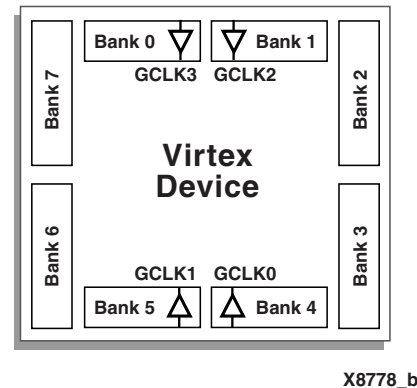 Bank 0 Bank 1
GCLK3 GCLK2
Bank 7
Bank 2
Virtex
Device
Bank 6
Bank 3
GCLK1 GCLK0
Bank 5 Bank 4
X8778_b